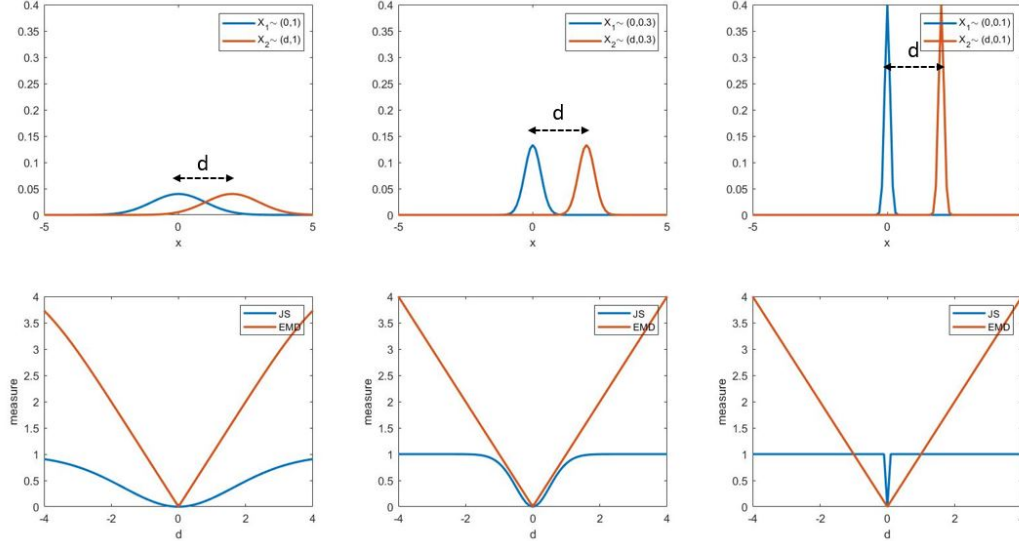 0.4
0.35
0.3
0.25
0.2
0.15
0.1
0.05
0
-5 0 5
x
X1~ (0,1)
X2~ (d,1)
d
0.4
0.35
0.3
0.25
0.2
0.15
0.1
0.05
0
-5 0 5
x
X1~ (0,0.3)
X2~ (d,0.3)
d
0.4
0.35
0.3
0.25
0.2
0.15
0.1
0.05
0
-5 0
x
X1~ (0,0.1)
X2~ (d,0.1)
d
4
3.5
3
2.5
2
1.5
1
0.5
0
-4 -2 0 2 4
d
measure
JS
EMD
4
3.5
3
2.5
2
1.5
1
0.5
0
-4 -2 0 2 4
d
measure
JS
EMD
4
3.5
3
2.5
2
1.5
1
0.5
0
-4 -2 0 2
d
measure
JS
EMD